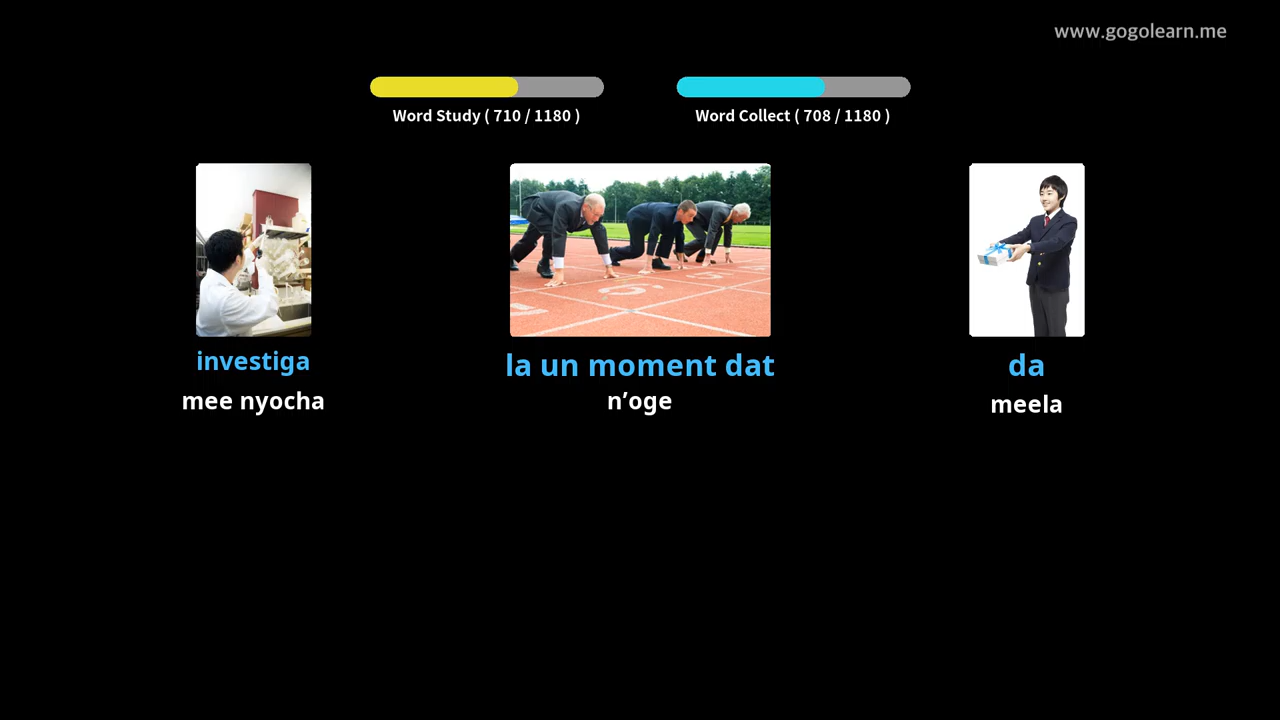 www.gogolearn.me
Word Study ( 710 / 1180 )
Word Collect ( 708 / 1180 )
investiga
mee nyocha
la un moment dat
n’oge
da
meela